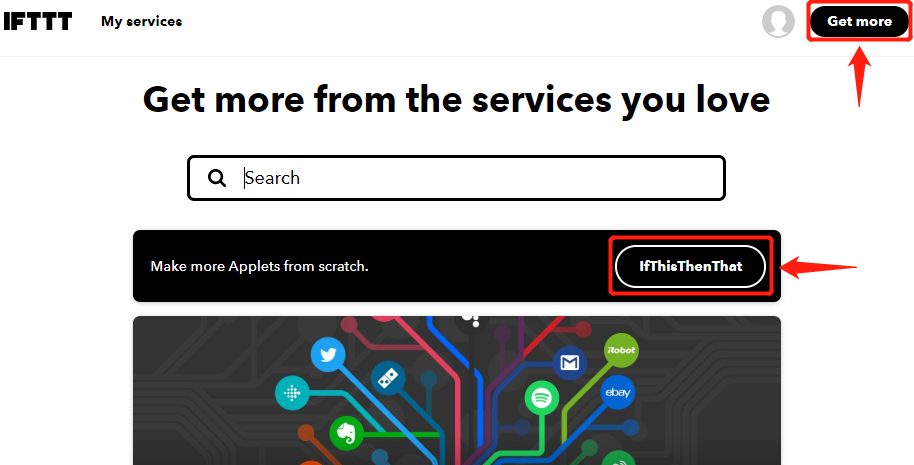 IFTTT My services Get more
Get more from the services you love
Search
Make more Applets from scratch. IfThisThenThat
iRobot
ebay